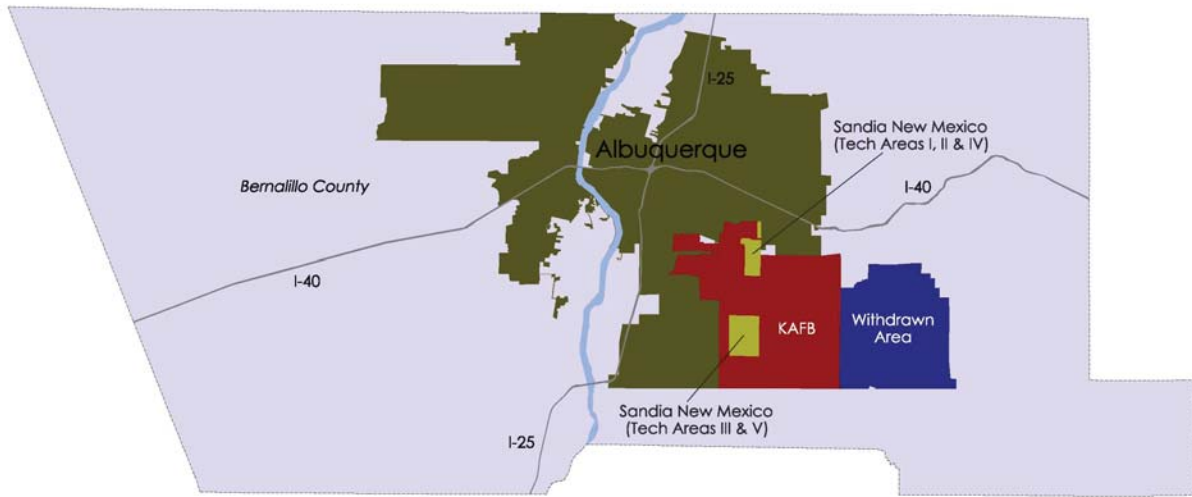 I-25
Sandia New Mexico
(Tech Areas I, II & IV)
Albuquerque
Bernalillo County
I-40
I-40
KAFB
Withdrawn
Area
Sandia New Mexico
(Tech Areas III & V)
I-25